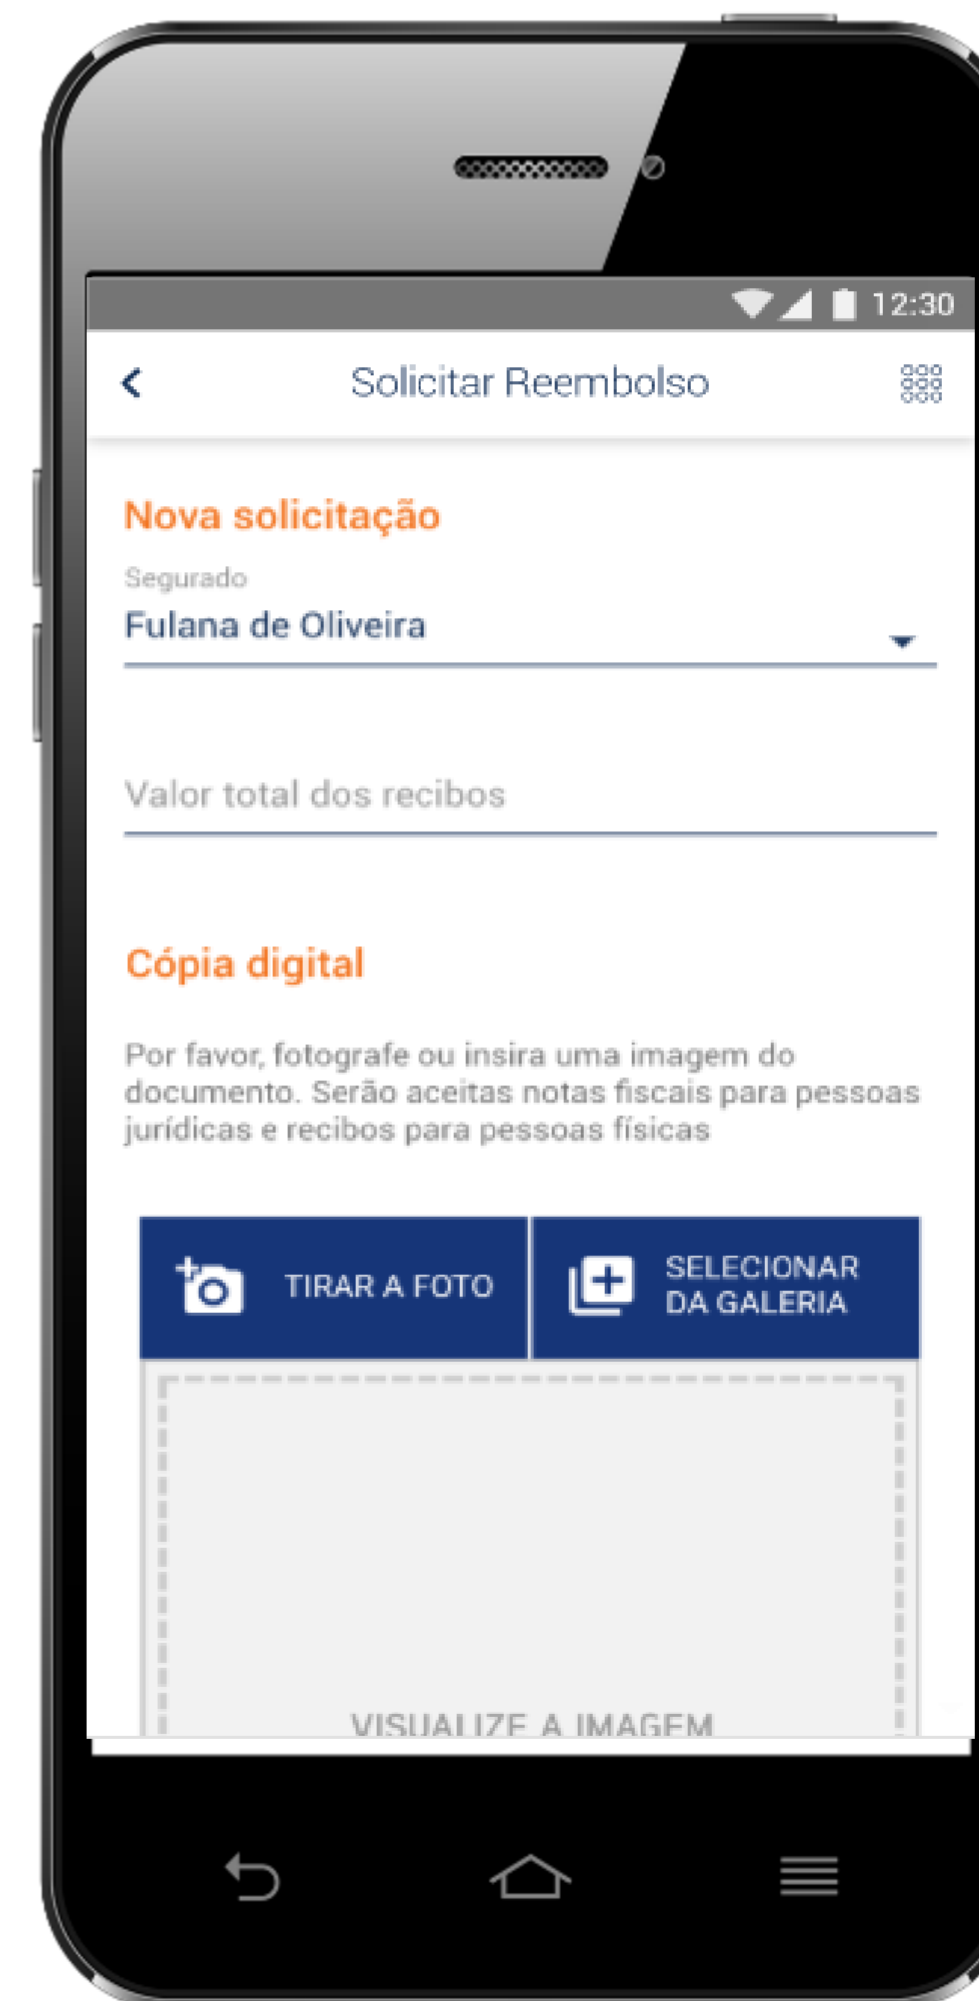 12:30
Solicitar Reembolso
Nova solicitação
Segurado
Fulana de Oliveira
Valor total dos recibos
Cópia digital
Por favor, fotografe ou insira uma imagem do
documento. Serão aceitas notas fiscais para pessoas
jurídicas e recibos para pessoas físicas
TIRAR A FOTO
SELECIONAR
DA GALERIA
VISUALIZE A IMAGEM